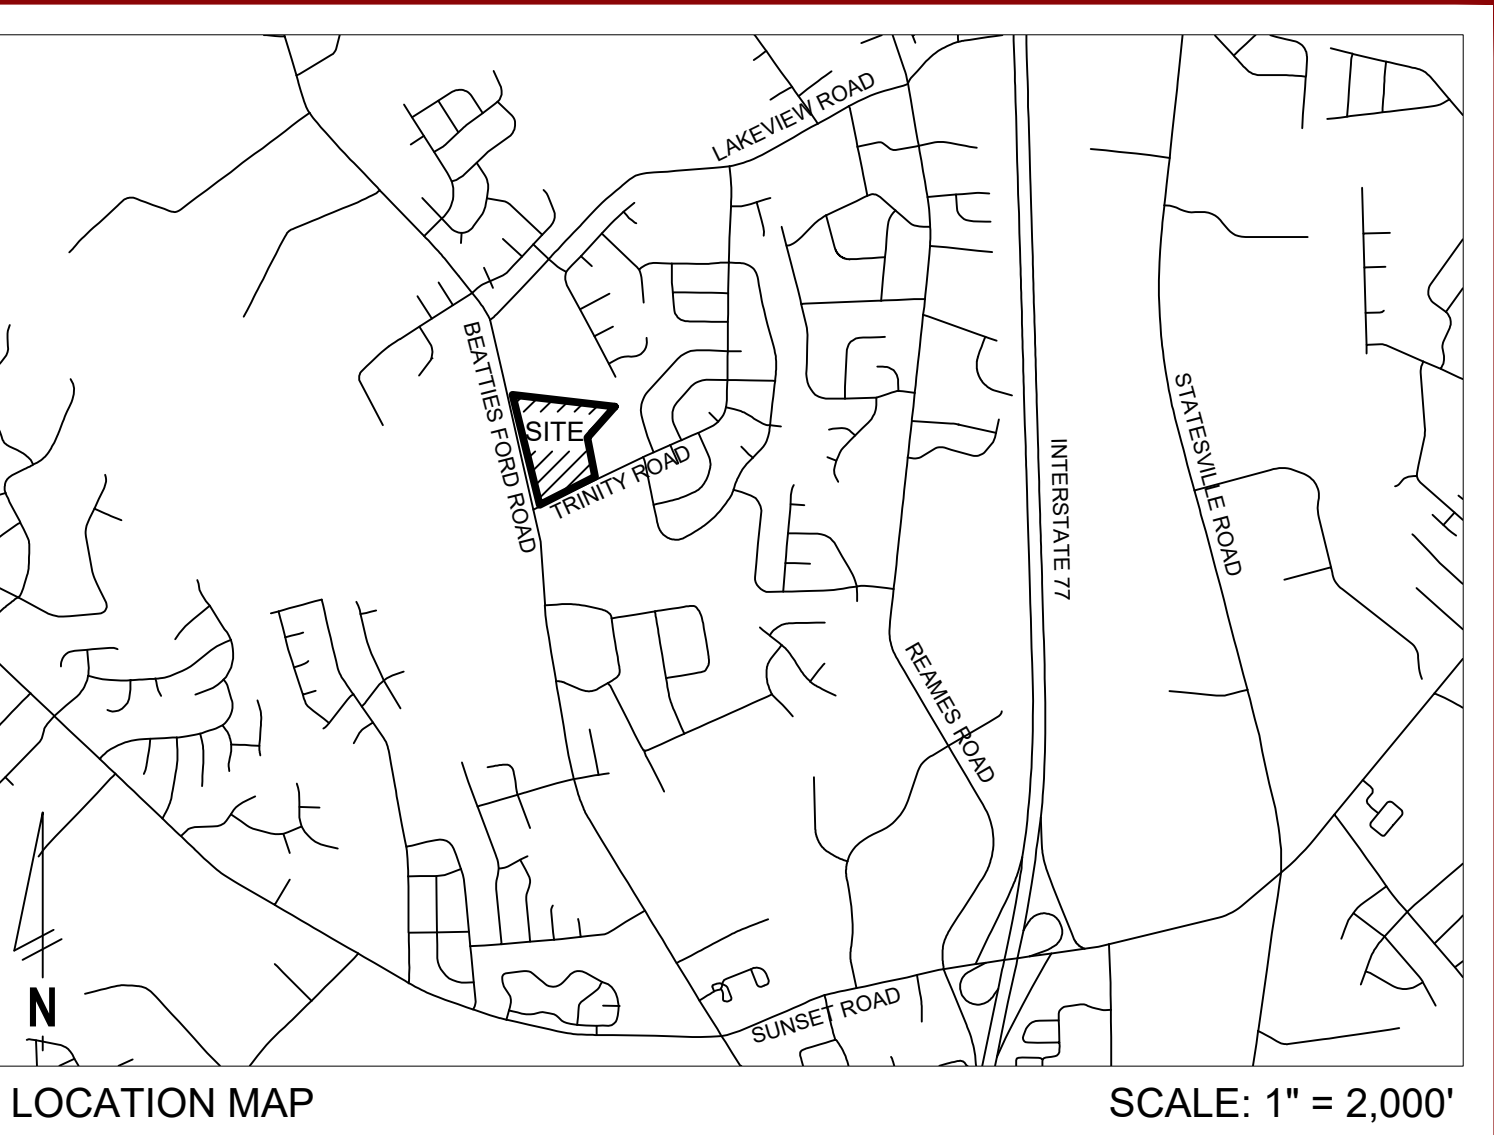 LAKEVIEW ROAD
BEATTIES FORD ROAD
SITE
TRINITY ROAD
STATESVILLE ROAD
INTERSTATE 77
REAMES ROAD
N
SUNSET ROAD
LOCATION MAP
SCALE: 1" = 2,000'